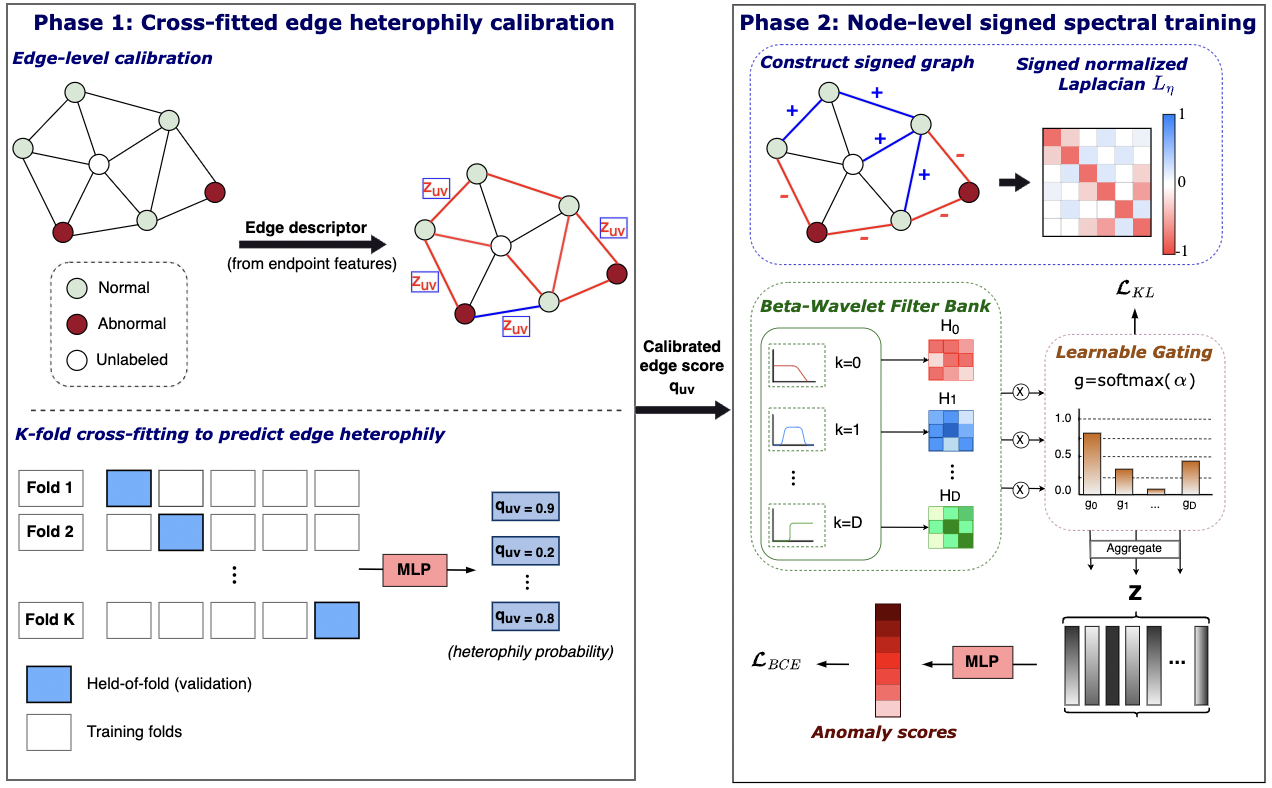 Phase 1: Cross-fitted edge heterophily calibration
Edge-level calibration
Edge descriptor
(from endpoint features)
Normal
Abnormal
Unlabeled
zuv
zuv
zuv
zuv
K-fold cross-fitting to predict edge heterophily
Fold 1
Fold 2
⋮
Fold K
MLP
quv = 0.9
quv = 0.2
⋮
quv = 0.8
(heterophily probability)
Held-of-fold (validation)
Training folds
Calibrated
edge score
quv
Phase 2: Node-level signed spectral training
Construct signed graph
+
+
+
+
-
-
-
-
Signed normalized
Laplacian Lη
1
0
-1
Beta-Wavelet Filter Bank
k=0
k=1
⋮
k=D
H0
H1
⋮
HD
X
X
X
ℒKL
Learnable Gating
g=softmax(α)
1.0
0.5
0.0
g0
g1
...
gD
Aggregate
Z
...
MLP
ℒBCE
Anomaly scores